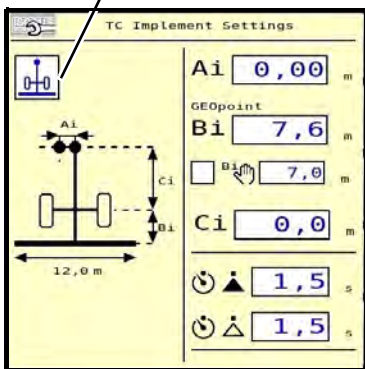 TC Implement Settings
Ai 0,00 m
GEOpoint
Bi 7,6 m
Bi 7,0 m
Ci 0,0 m
1,5 s
1,5 s
Ai
Ci
Bi
12,0 m